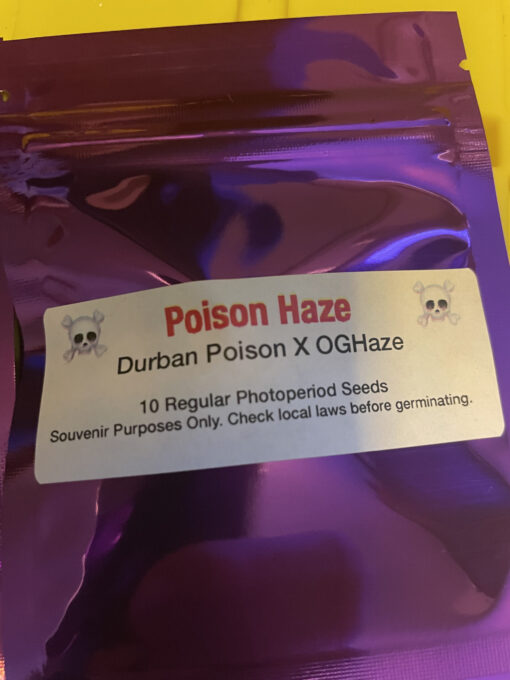 Poison Haze
Durban Poison X OGHaze
10 Regular Photoperiod Seeds
Souvenir Purposes Only. Check local laws before germinating.